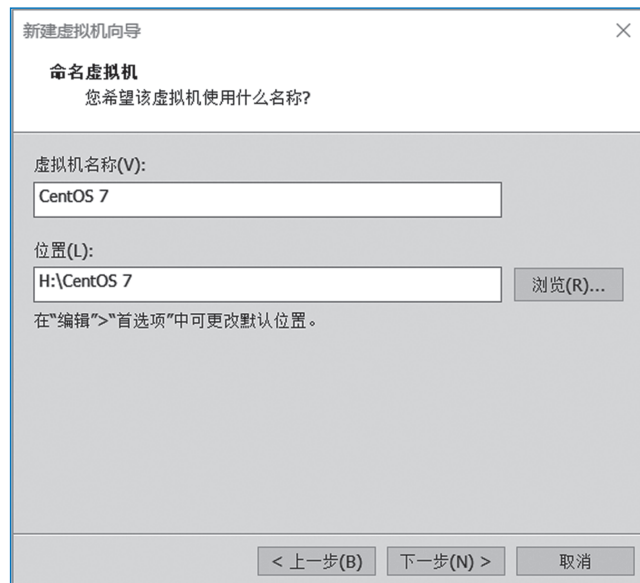 新建虚拟机向导
命名虚拟机
您希望该虚拟机使用什么名称?
虚拟机名称(V):
CentOS 7
位置(L):
H:\CentOS 7
浏览(R)...
在“编辑”>“首选项”中可更改默认位置。
< 上一步(B)
下一步(N) >
取消